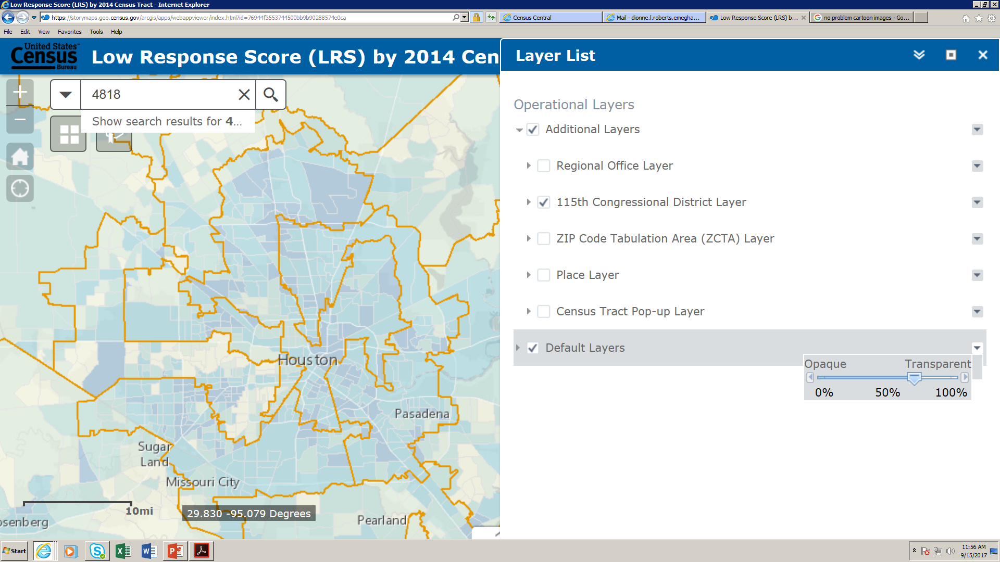 Low Response Score (LRS) by 2014 Census Tract - Internet Explorer
https://storymaps.geo.census.gov/arcgis/apps/webappviewer/index.html?id=76944f3553744500bb9b90288574e0ca
Census Central
Mail - dionne.l.roberts.emegha...
Low Response Score (LRS) b...
no problem cartoon images - Go...
File Edit View Favorites Tools Help
United States™
Census
Bureau
Low Response Score (LRS) by 2014 Cen
Layer List
4818
Show search results for 4...
Operational Layers
Additional Layers
Regional Office Layer
115th Congressional District Layer
ZIP Code Tabulation Area (ZCTA) Layer
Place Layer
Census Tract Pop-up Layer
Default Layers
Opaque Transparent
0% 50% 100%
Houston
Pasadena
Sugar
Land
Missouri City
10mi
29.830 -95.079 Degrees
osenberg
Pearland
Start
11:56 AM
9/15/2017